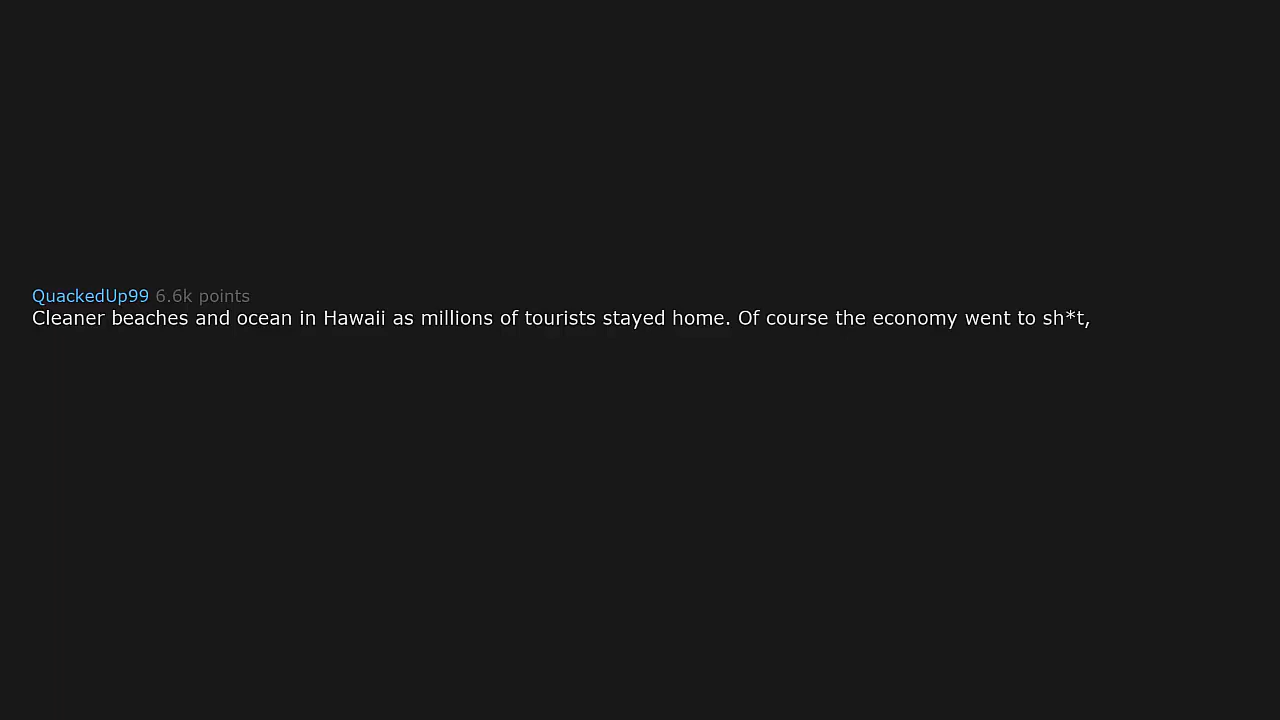 QuackedUp99 6.6k points
Cleaner beaches and ocean in Hawaii as millions of tourists stayed home. Of course the economy went to sh*t,